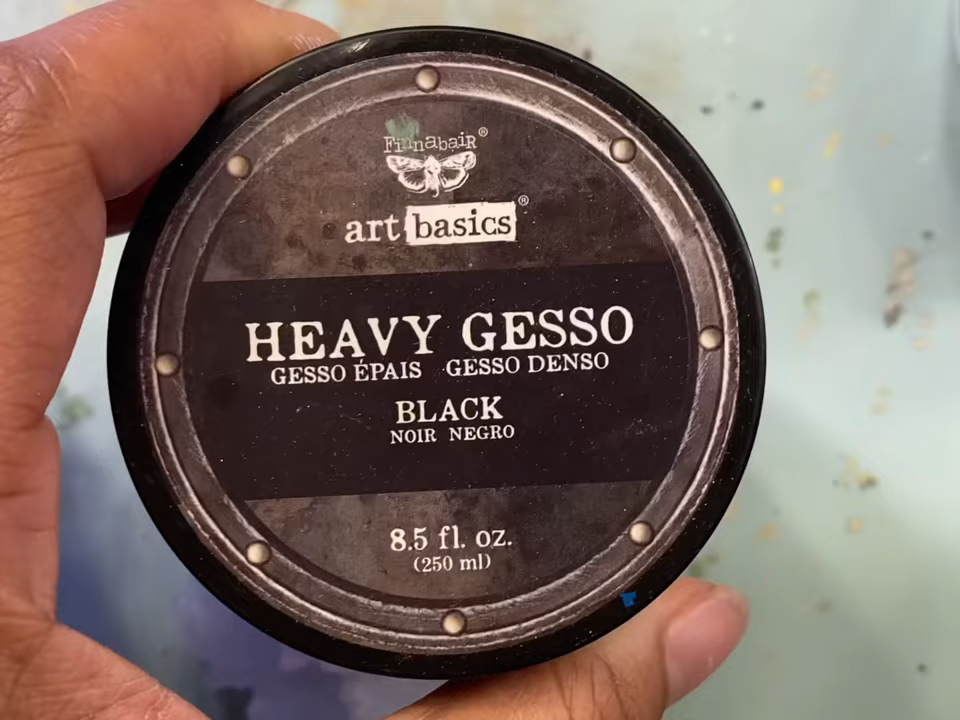 Finnabair®
art basics®
HEAVY GESSO
GESSO ÉPAIS GESSO DENSO
BLACK
NOIR NEGRO
8.5 fl. oz.
(250 ml)